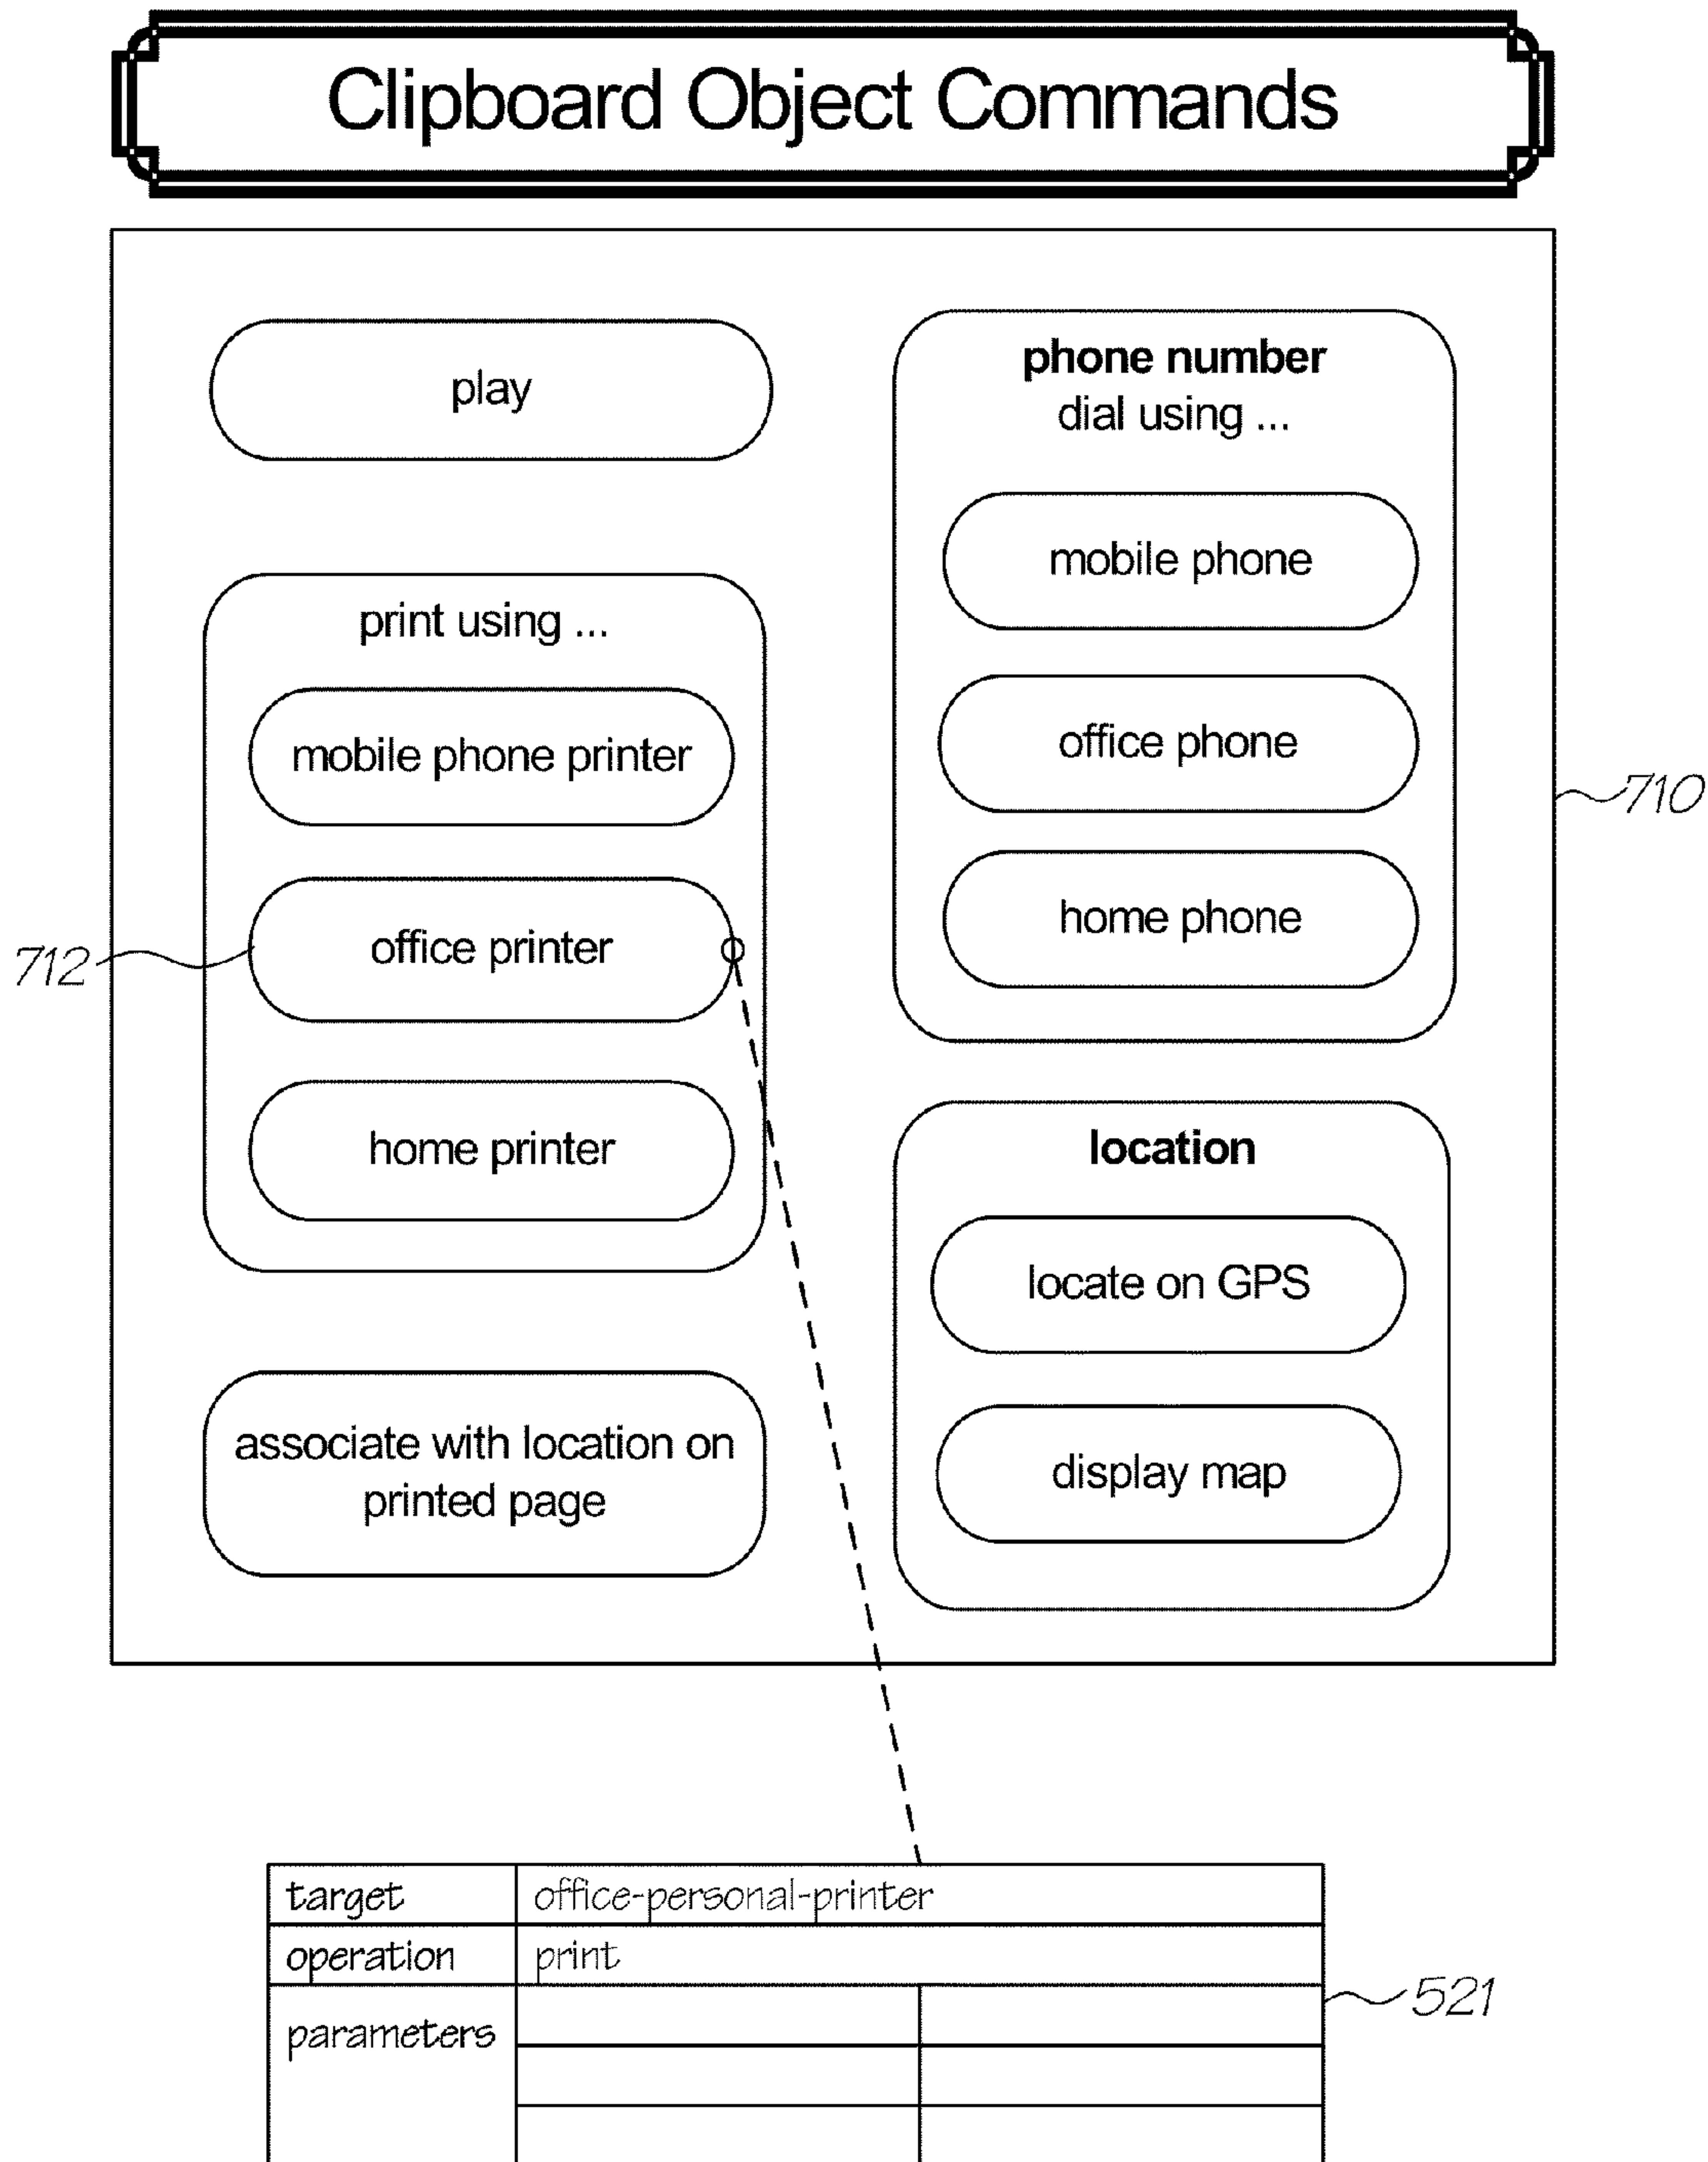 Clipboard Object Commands
play
print using ...
mobile phone printer
office printer
home printer
associate with location on
printed page
phone number
dial using ...
mobile phone
office phone
home phone
location
locate on GPS
display map
710
712
target office-personal-printer
operation print
parameters
521